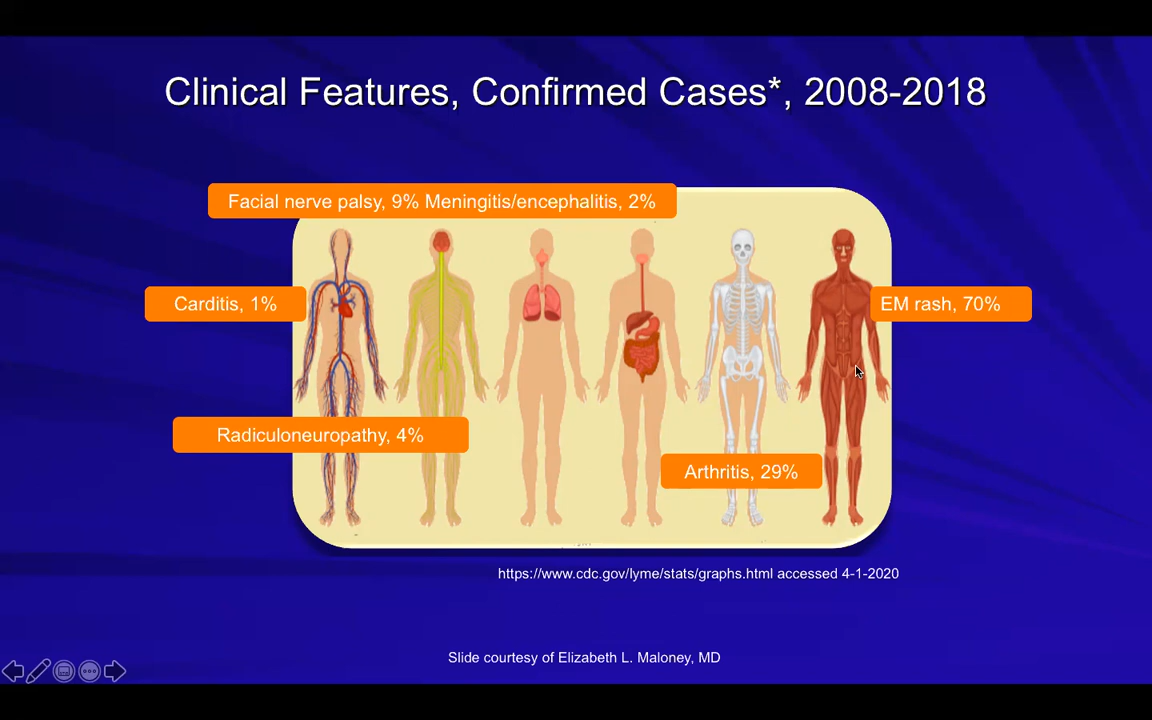 Clinical Features, Confirmed Cases*, 2008-2018
Facial nerve palsy, 9% Meningitis/encephalitis, 2%
Carditis, 1%
EM rash, 70%
Radiculoneuropathy, 4%
Arthritis, 29%
https://www.cdc.gov/lyme/stats/graphs.html accessed 4-1-2020
Slide courtesy of Elizabeth L. Maloney, MD